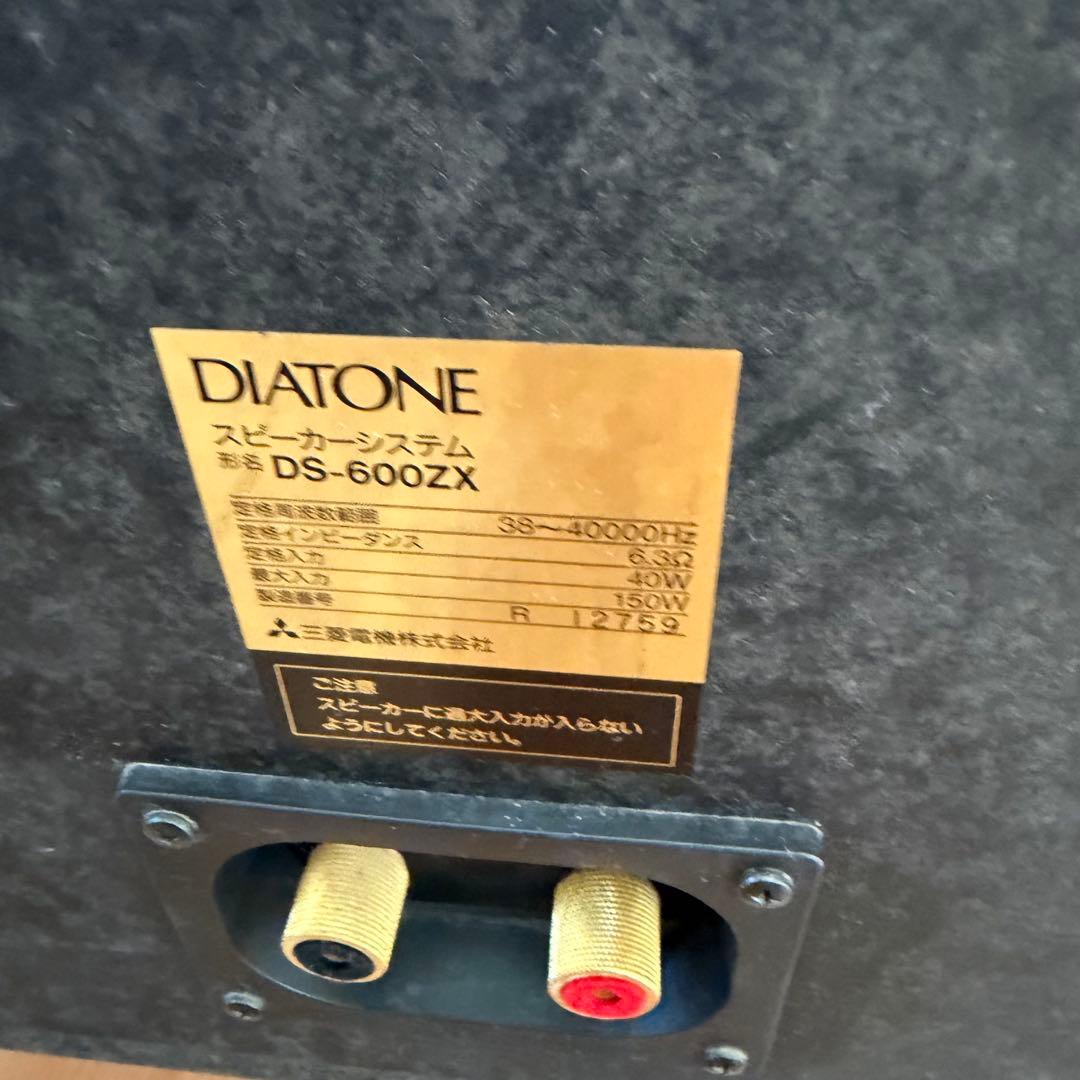 DIATONE
スピーカーシステム
形名 DS-600ZX
定格周波数範囲 38〜40000Hz
定格インピーダンス 6.3Ω
定格入力 40W
最大入力 150W
製造番号 R 12759
三菱電機株式会社
ご注意
スピーカーに過大入力が入らない
ようにしてください。